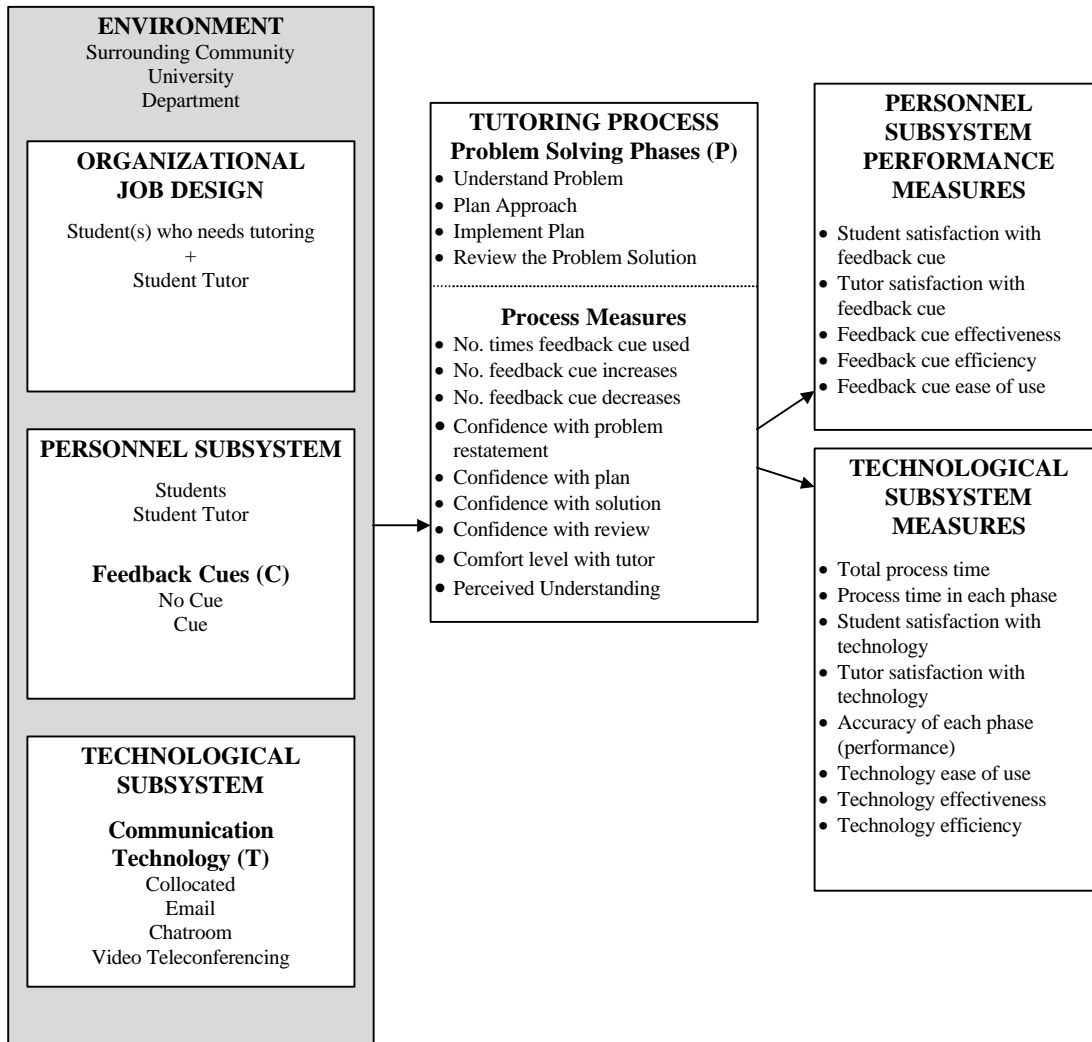 ENVIRONMENT
Surrounding Community
University
Department
ORGANIZATIONAL
JOB DESIGN
Student(s) who needs tutoring
+
Student Tutor
PERSONNEL SUBSYSTEM
Students
Student Tutor
Feedback Cues (C)
No Cue
Cue
TECHNOLOGICAL
SUBSYSTEM
Communication
Technology (T)
Collocated
Email
Chatroom
Video Teleconferencing
TUTORING PROCESS
Problem Solving Phases (P)
• Understand Problem
• Plan Approach
• Implement Plan
• Review the Problem Solution
Process Measures
• No. times feedback cue used
• No. feedback cue increases
• No. feedback cue decreases
• Confidence with problem
restatement
• Confidence with plan
• Confidence with solution
• Confidence with review
• Comfort level with tutor
• Perceived Understanding
PERSONNEL
SUBSYSTEM
PERFORMANCE
MEASURES
• Student satisfaction with
feedback cue
• Tutor satisfaction with
feedback cue
• Feedback cue effectiveness
• Feedback cue efficiency
• Feedback cue ease of use
TECHNOLOGICAL
SUBSYSTEM
MEASURES
• Total process time
• Process time in each phase
• Student satisfaction with
technology
• Tutor satisfaction with
technology
• Accuracy of each phase
(performance)
• Technology ease of use
• Technology effectiveness
• Technology efficiency